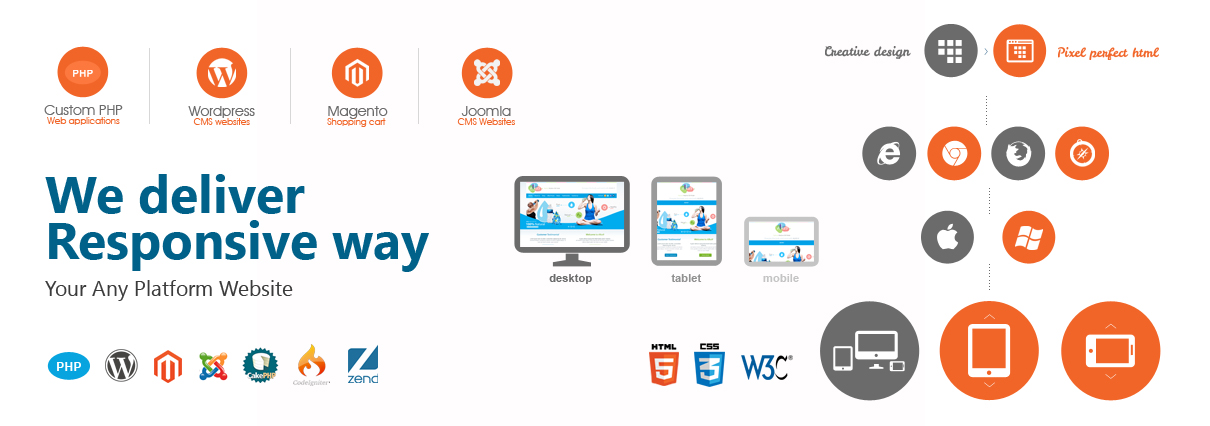 PHP
Custom PHP
Web applications
Wordpress
CMS websites
Magento
Shopping cart
Joomla
CMS Websites
Creative design
Pixel perfect html
We deliver
Responsive way
Your Any Platform Website
desktop
tablet
mobile
PHP
CakePHP
CodeIgniter
zend
HTML
5
CSS
3
W3C®